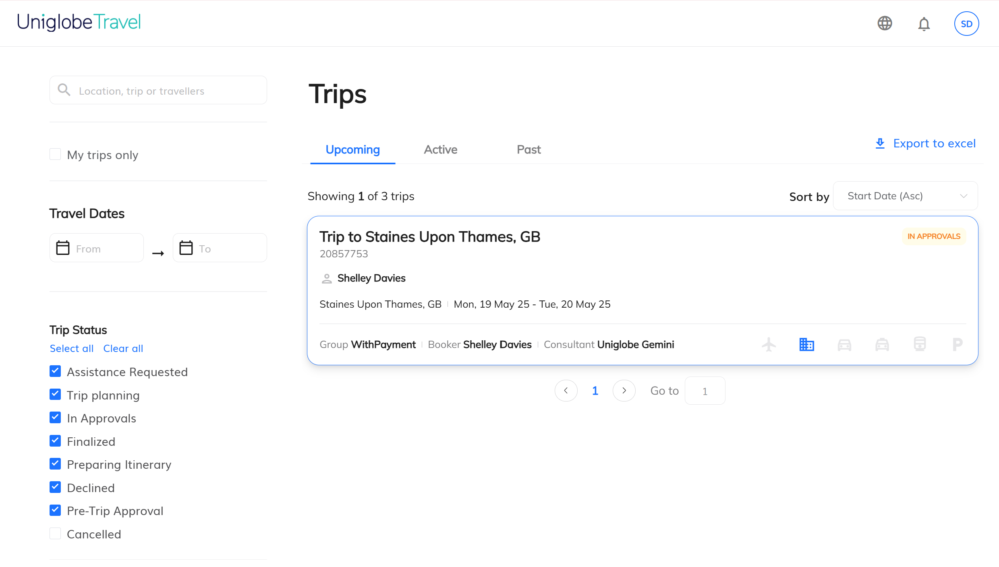 UniglobeTravel
SD
Location, trip or travellers
My trips only
Travel Dates
From → To
Trip Status
Select all Clear all
Assistance Requested
Trip planning
In Approvals
Finalized
Preparing Itinerary
Declined
Pre-Trip Approval
Cancelled
Trips
Upcoming Active Past
Export to excel
Showing 1 of 3 trips
Sort by Start Date (Asc)
Trip to Staines Upon Thames, GB
IN APPROVALS
20857753
Shelley Davies
Staines Upon Thames, GB | Mon, 19 May 25 - Tue, 20 May 25
Group WithPayment | Booker Shelley Davies | Consultant Uniglobe Gemini
P
1 Go to 1